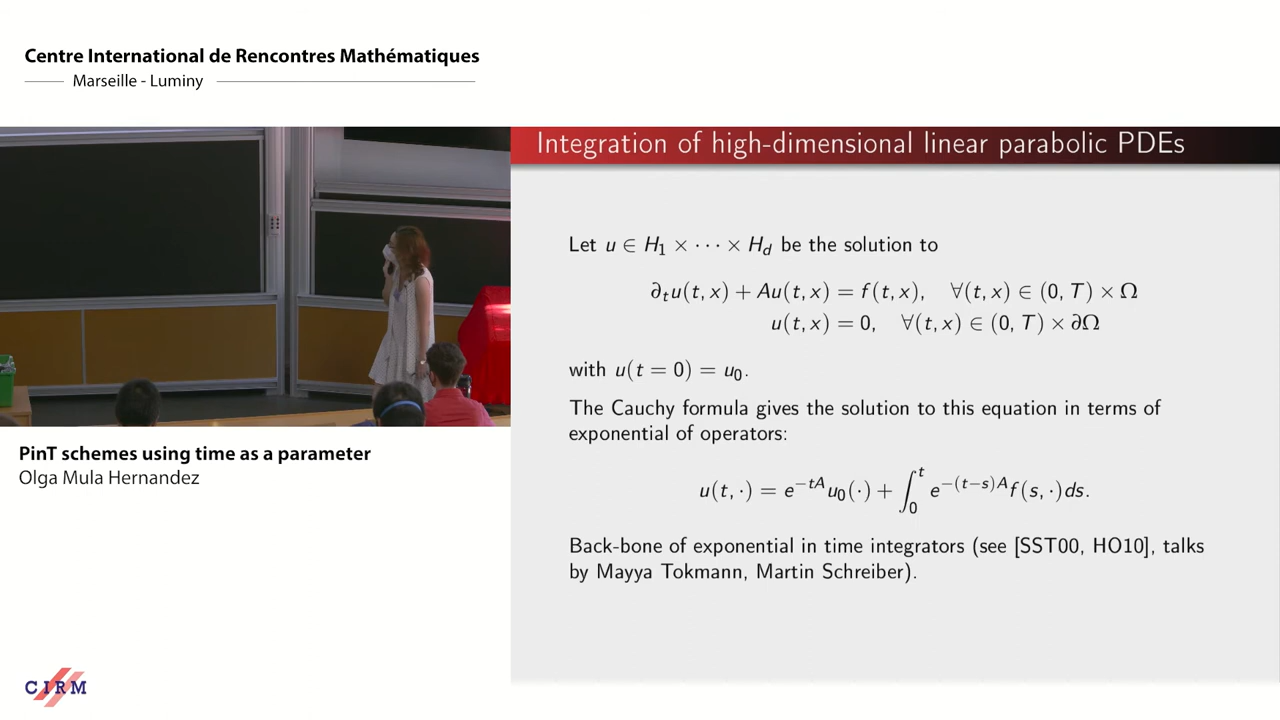 Centre International de Rencontres Mathématiques
Marseille - Luminy
Integration of high-dimensional linear parabolic PDEs
Let u ∈ H₁ × ⋯ × H_d be the solution to
∂ₜu(t, x) + Au(t, x) = f(t, x), ∀(t, x) ∈ (0, T) × Ω
u(t, x) = 0, ∀(t, x) ∈ (0, T) × ∂Ω
with u(t = 0) = u₀.
The Cauchy formula gives the solution to this equation in terms of
exponential of operators:
u(t, ·) = e^{-tA}u₀(·) + ∫₀ᵗ e^{-(t-s)A}f(s, ·)ds.
Back-bone of exponential in time integrators (see [SST00, HO10], talks
by Mayya Tokmann, Martin Schreiber).
PinT schemes using time as a parameter
Olga Mula Hernandez
CIRM